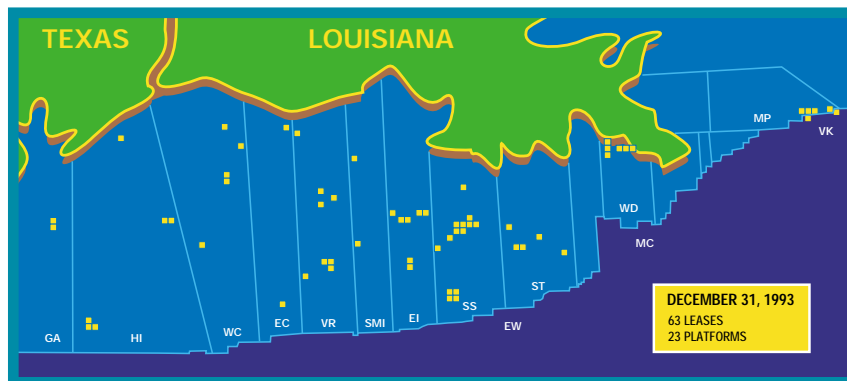 TEXAS
LOUISIANA
MP
VK
WD
MC
GA
HI
WC
EC
VR
SMI
EI
SS
EW
ST
DECEMBER 31, 1993
63 LEASES
23 PLATFORMS